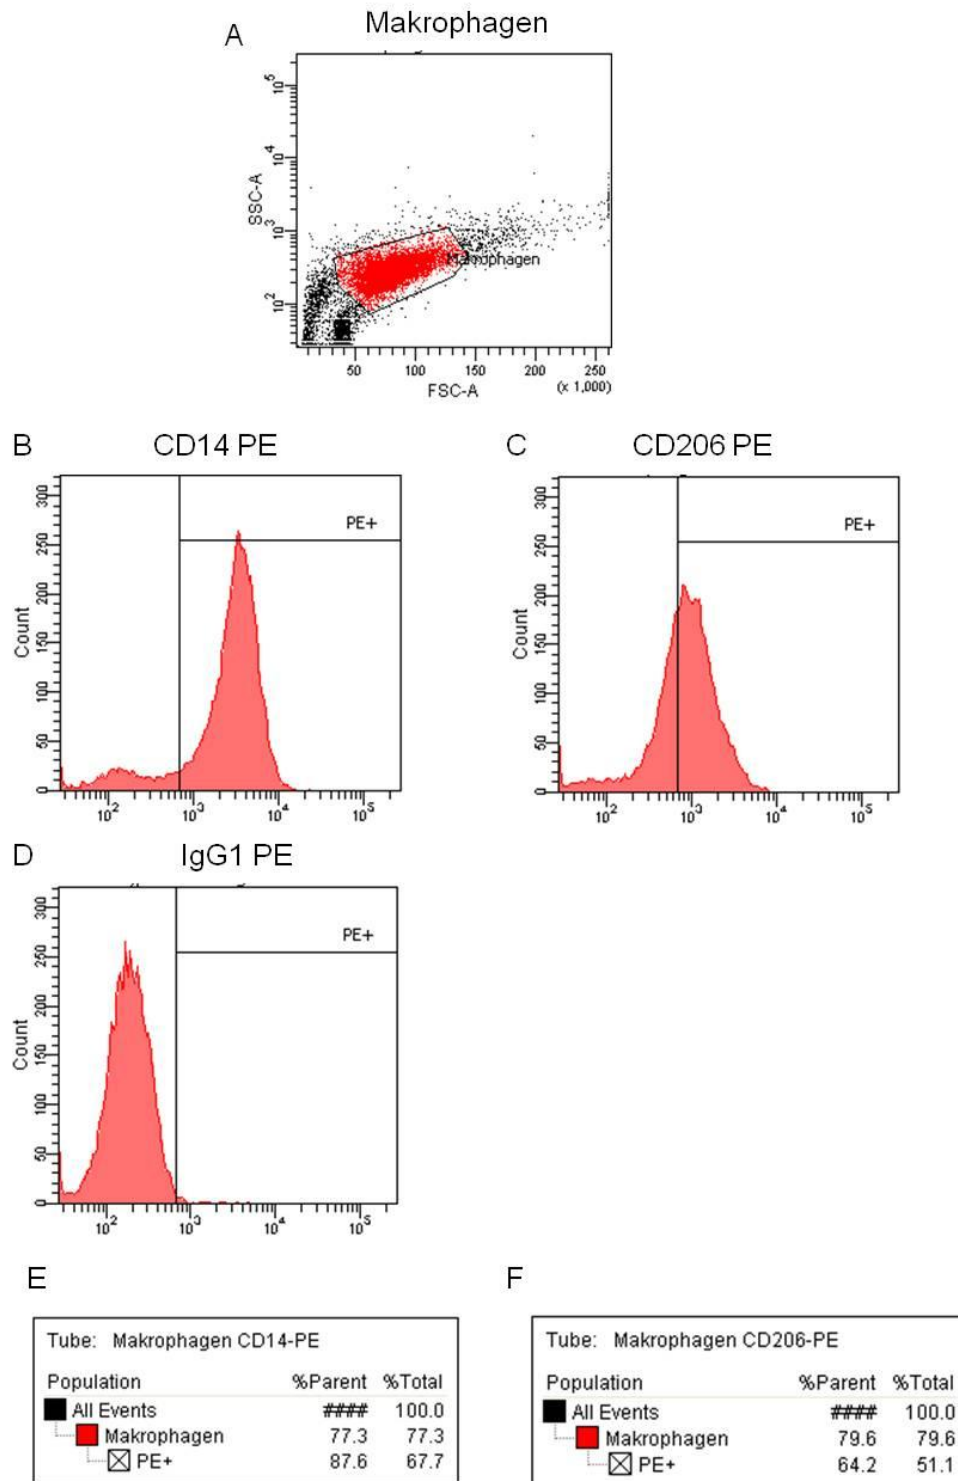 A
Makrophagen
10^5
10^4
10^3
10^2
SSC-A
Makrophagen
50 100 150 200 250
FSC-A (x 1,000)
B
CD14 PE
300
250
200
150
100
50
0
Count
PE+
10^2 10^3 10^4 10^5
C
CD206 PE
300
250
200
150
100
50
0
Count
PE+
10^2 10^3 10^4 10^5
D
IgG1 PE
300
250
200
150
100
50
0
Count
PE+
10^2 10^3 10^4 10^5
E
Tube: Makrophagen CD14-PE
Population %Parent %Total
All Events #### 100.0
Makrophagen 77.3 77.3
PE+ 87.6 67.7
F
Tube: Makrophagen CD206-PE
Population %Parent %Total
All Events #### 100.0
Makrophagen 79.6 79.6
PE+ 64.2 51.1